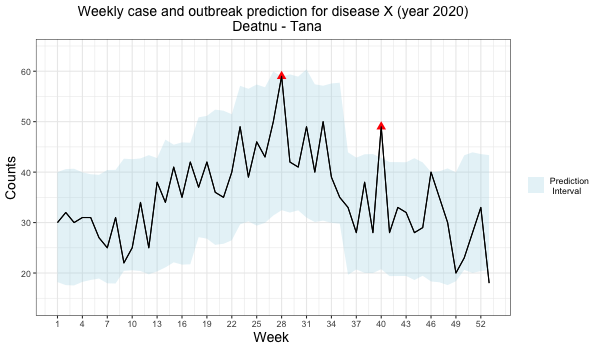 Weekly case and outbreak prediction for disease X (year 2020)
Deatnu - Tana
Counts
60
50
40
30
20
1 4 7 10 13 16 19 22 25 28 31 34 37 40 43 46 49 52
Week
Prediction
Interval